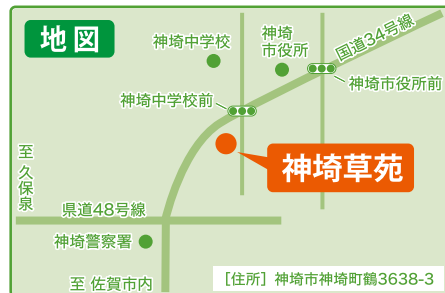 地図
神埼中学校
神埼
市役所
国道34号線
神埼市役所前
神埼中学校前
神埼草苑
至 久保泉
県道48号線
神埼警察署
至 佐賀市内
［住所］神埼市神埼町鶴3638-3